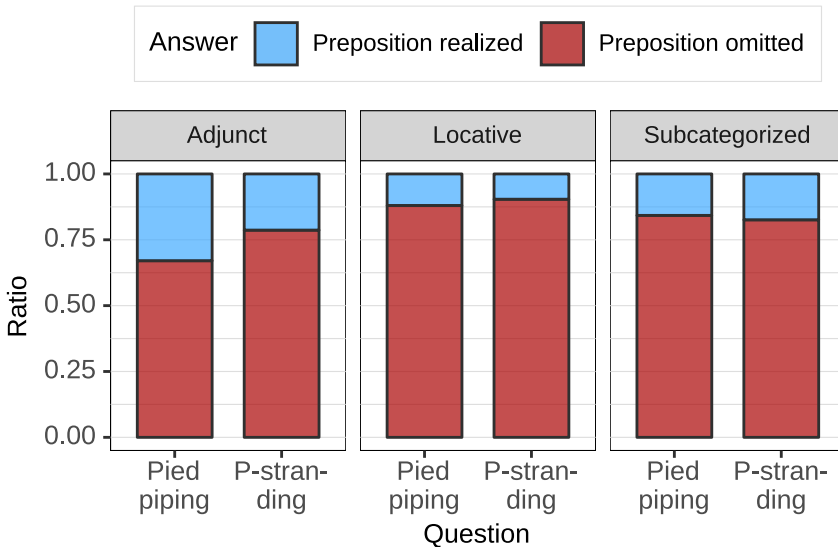 Answer Preposition realized Preposition omitted
Adjunct Locative Subcategorized
1.00
0.75
0.50
0.25
0.00
Ratio
Pied P-stran- Pied P-stran- Pied P-stran-
piping ding piping ding piping ding
Question